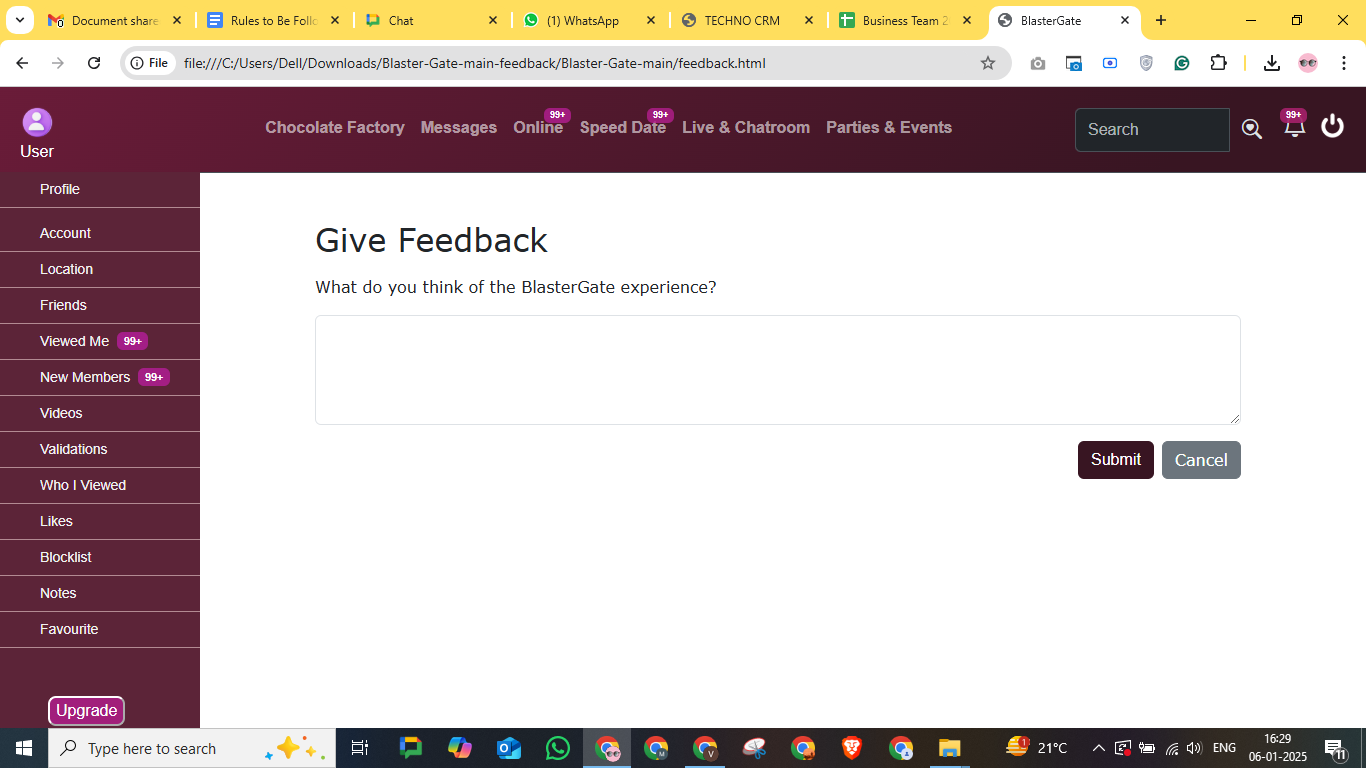 Document share
Rules to Be Follo
Chat
(1) WhatsApp
TECHNO CRM
Business Team 2
BlasterGate
File
file:///C:/Users/Dell/Downloads/Blaster-Gate-main-feedback/Blaster-Gate-main/feedback.html
User
Chocolate Factory
Messages
Online
99+
Speed Date
99+
Live & Chatroom
Parties & Events
Search
99+
Profile
Account
Location
Friends
Viewed Me 99+
New Members 99+
Videos
Validations
Who I Viewed
Likes
Blocklist
Notes
Favourite
Upgrade
Give Feedback
What do you think of the BlasterGate experience?
Submit
Cancel
Type here to search
1
21°C
ENG
16:29
06-01-2025
11